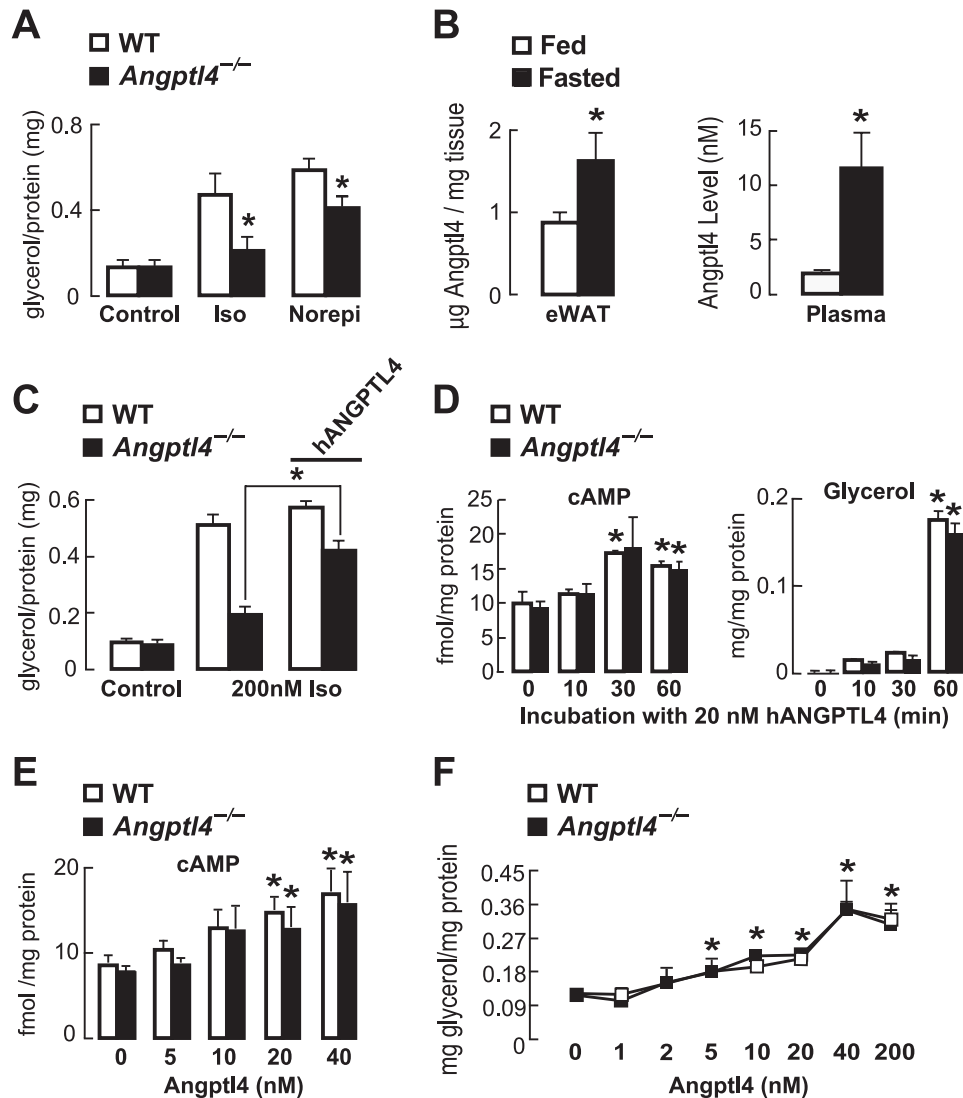 A
WT
Angptl4−/−
glycerol/protein (mg)
0.8
0.4
0
*
*
Control Iso Norepi
B
Fed
Fasted
µg Angptl4 / mg tissue
2
1
0
*
eWAT
Angptl4 Level (nM)
15
10
5
0
*
Plasma
C
WT
Angptl4−/−
hANGPTL4
*
glycerol/protein (mg)
0.6
0.4
0.2
0
Control 200nM Iso
D
WT
Angptl4−/−
cAMP
fmol/mg protein
25
20
15
10
5
0
* * *
0 10 30 60
Glycerol
mg/mg protein
0.2
0.1
0
* *
0 10 30 60
Incubation with 20 nM hANGPTL4 (min)
E
WT
Angptl4−/−
cAMP
fmol /mg protein
20
10
0
* * * *
0 5 10 20 40
Angptl4 (nM)
F
WT
Angptl4−/−
mg glycerol/mg protein
0.45
0.36
0.27
0.18
0.09
0
* * * * *
0 1 2 5 10 20 40 200
Angptl4 (nM)